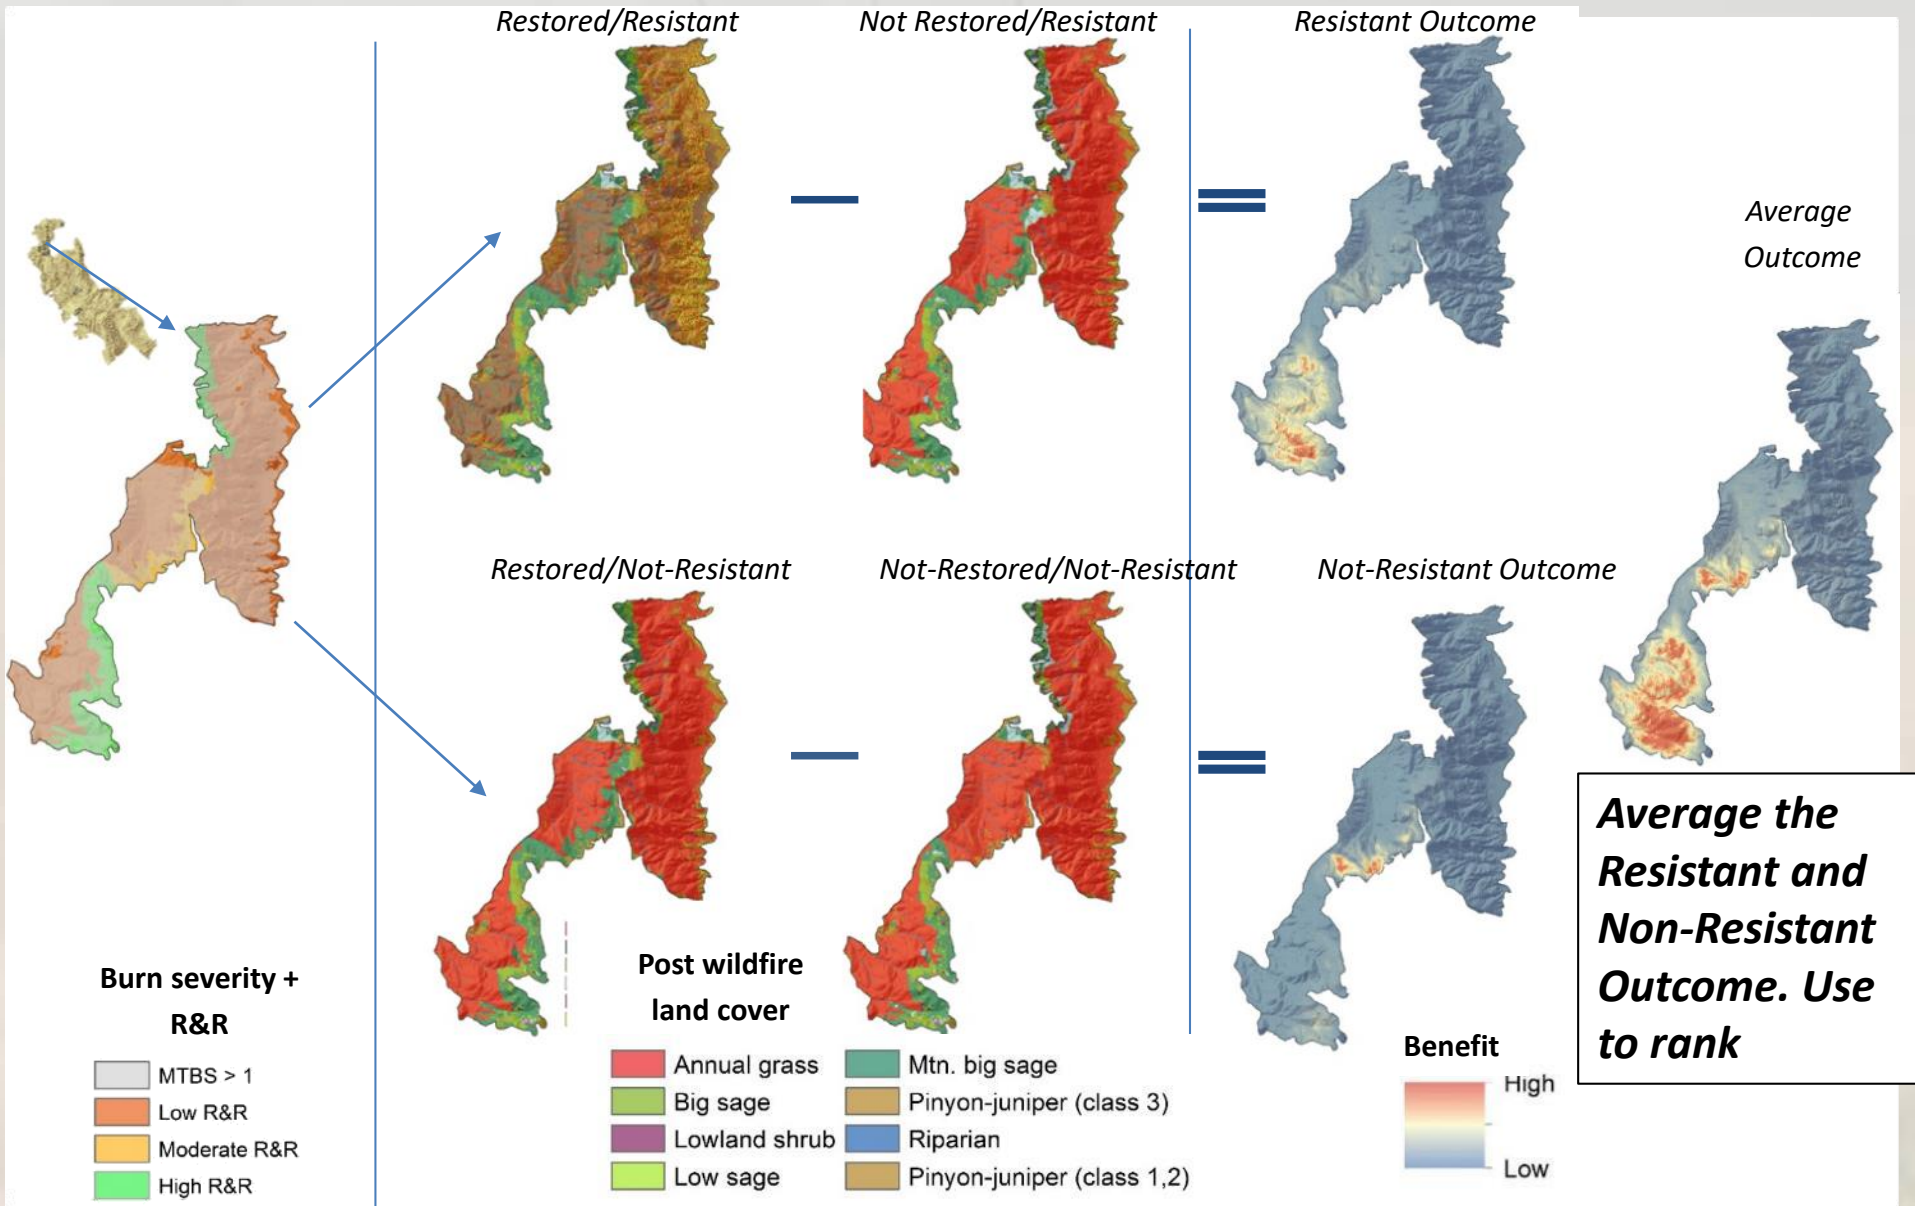 Restored/Resistant
Not Restored/Resistant
Resistant Outcome
Average
Outcome
Restored/Not-Resistant
Not-Restored/Not-Resistant
Not-Resistant Outcome
Average the
Resistant and
Non-Resistant
Outcome. Use
to rank
Burn severity +
R&R
MTBS > 1
Low R&R
Moderate R&R
High R&R
Post wildfire
land cover
Annual grass
Big sage
Lowland shrub
Low sage
Mtn. big sage
Pinyon-juniper (class 3)
Riparian
Pinyon-juniper (class 1,2)
Benefit
High
Low